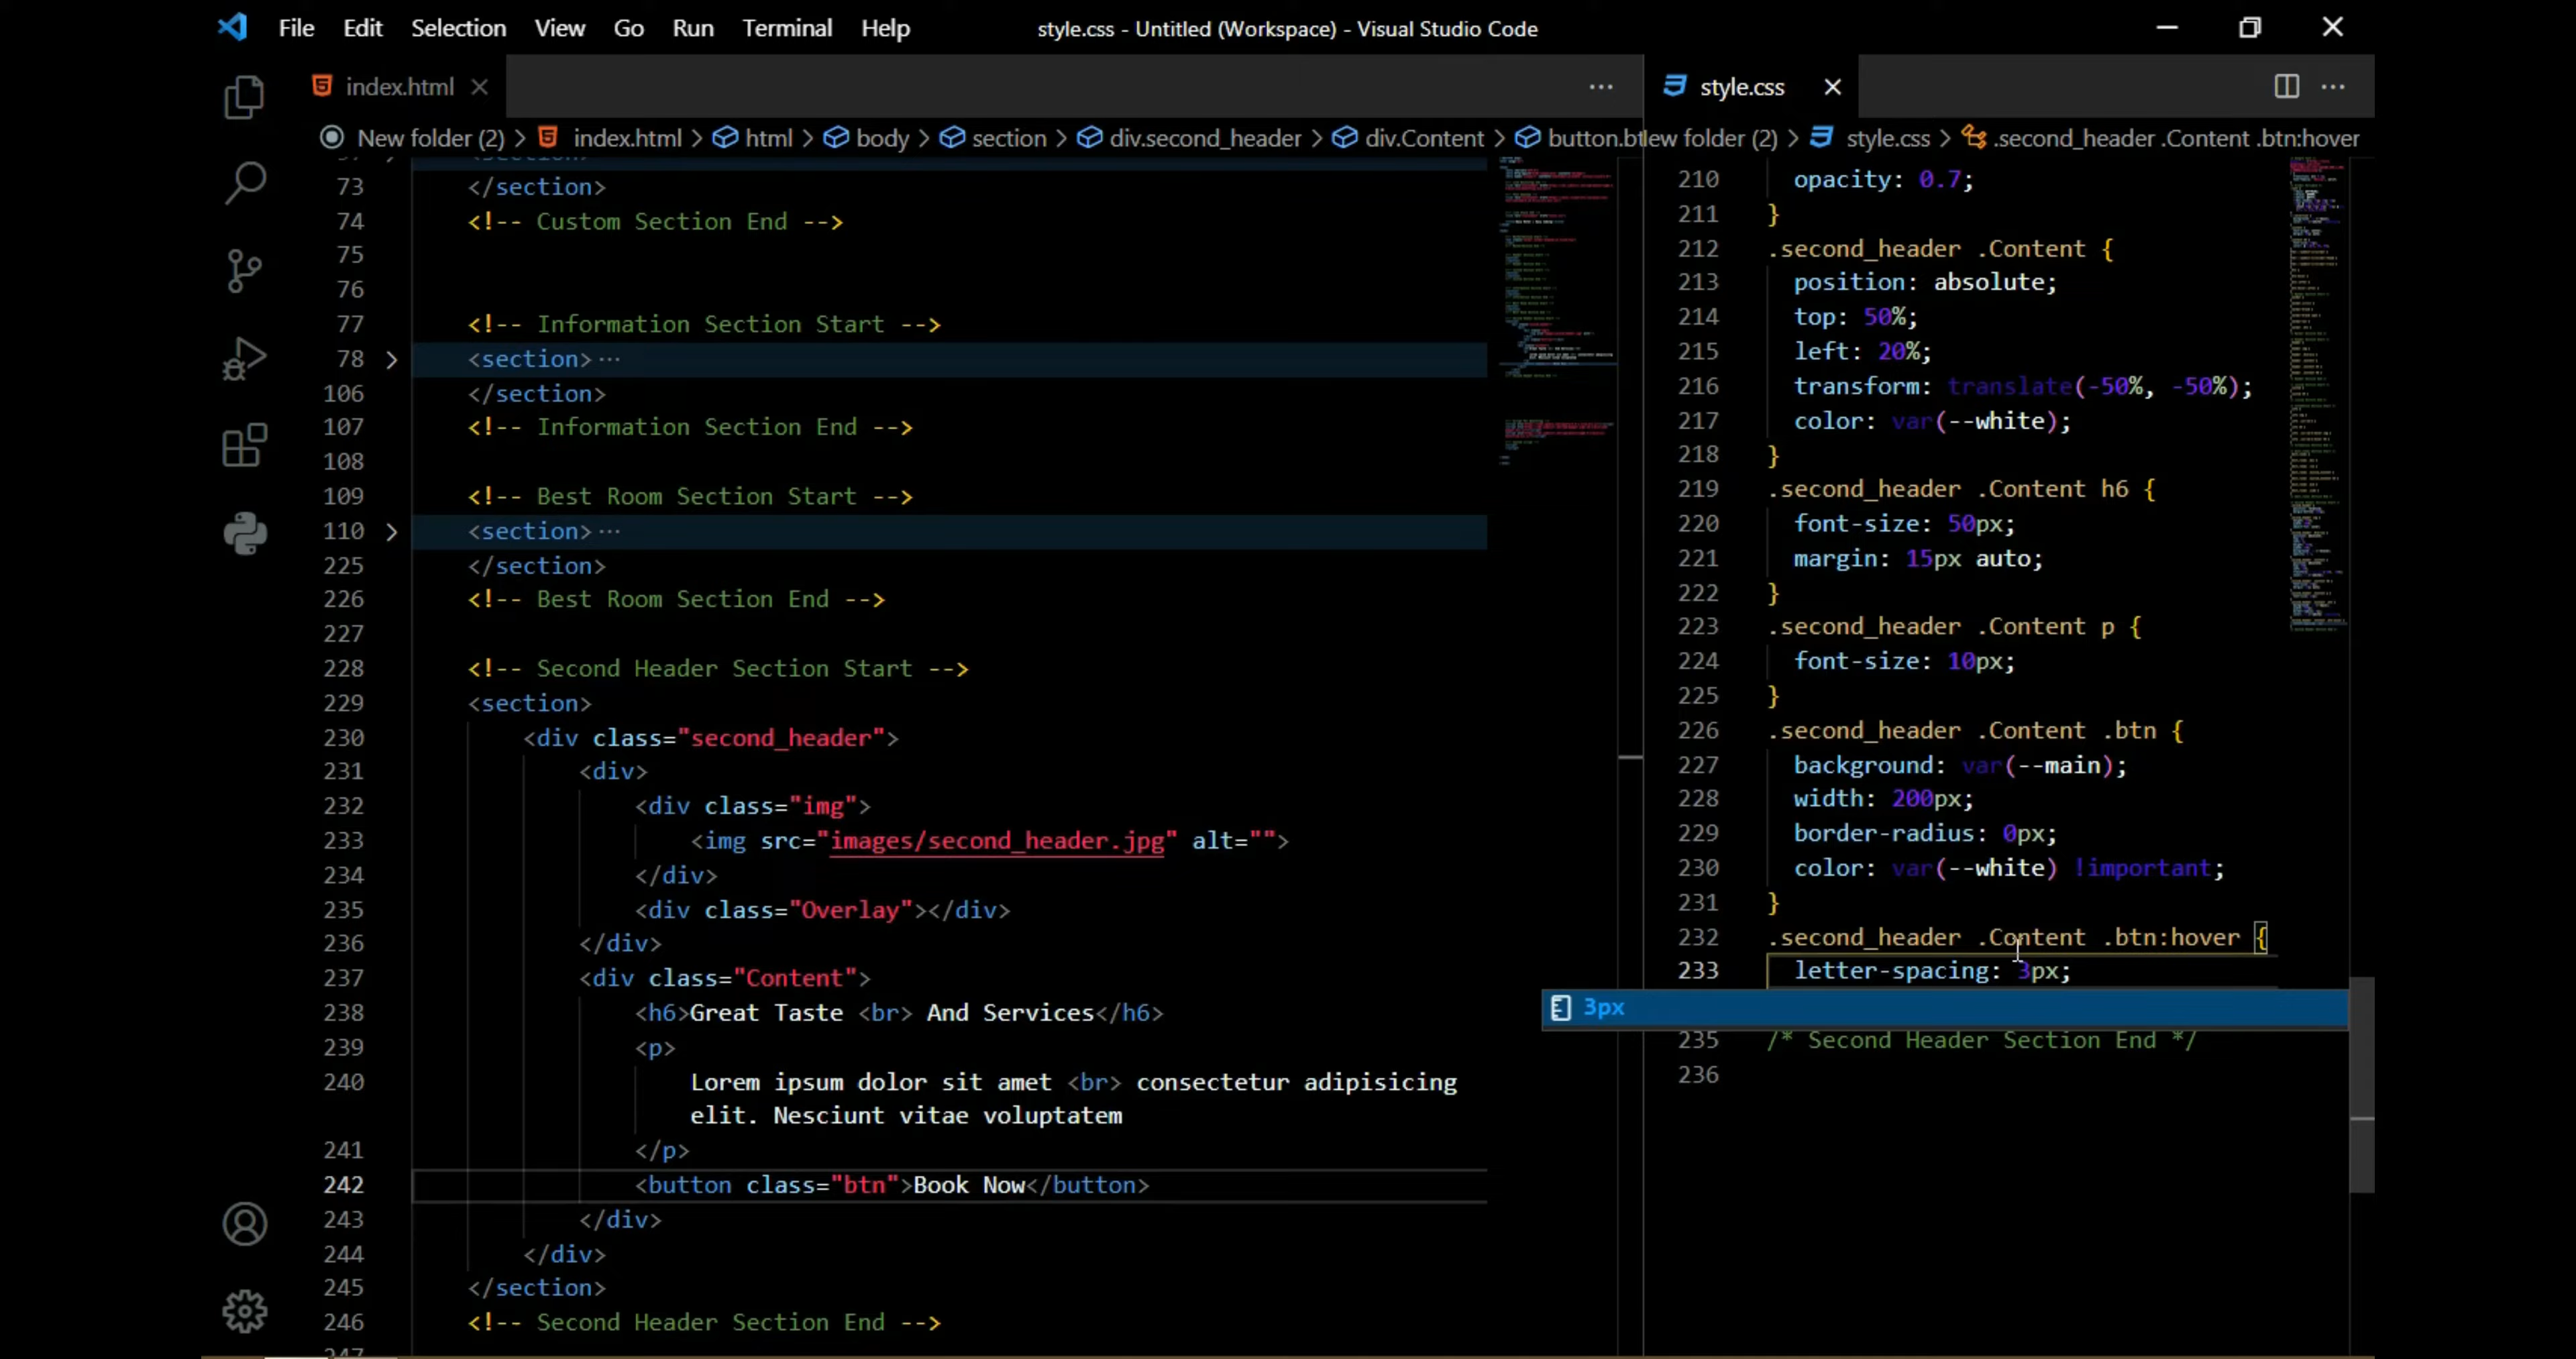 File Edit Selection View Go Run Terminal Help
style.css - Untitled (Workspace) - Visual Studio Code
index.html
New folder (2) > index.html > html > body > section > div.second_header > div.Content > button.bt
73 </section>
74 <!-- Custom Section End -->
75
76
77 <!-- Information Section Start -->
78 <section>···
106 </section>
107 <!-- Information Section End -->
108
109 <!-- Best Room Section Start -->
110 <section>···
225 </section>
226 <!-- Best Room Section End -->
227
228 <!-- Second Header Section Start -->
229 <section>
230 <div class="second_header">
231 <div>
232 <div class="img">
233 <img src="images/second_header.jpg" alt="">
234 </div>
235 <div class="Overlay"></div>
236 </div>
237 <div class="Content">
238 <h6>Great Taste <br> And Services</h6>
239 <p>
240 Lorem ipsum dolor sit amet <br> consectetur adipisicing
elit. Nesciunt vitae voluptatem
241 </p>
242 <button class="btn">Book Now</button>
243 </div>
244 </div>
245 </section>
246 <!-- Second Header Section End -->
247
style.css
ew folder (2) > style.css > .second_header .Content .btn:hover
210 opacity: 0.7;
211 }
212 .second_header .Content {
213 position: absolute;
214 top: 50%;
215 left: 20%;
216 transform: translate(-50%, -50%);
217 color: var(--white);
218 }
219 .second_header .Content h6 {
220 font-size: 50px;
221 margin: 15px auto;
222 }
223 .second_header .Content p {
224 font-size: 10px;
225 }
226 .second_header .Content .btn {
227 background: var(--main);
228 width: 200px;
229 border-radius: 0px;
230 color: var(--white) !important;
231 }
232 .second_header .Content .btn:hover {
233 letter-spacing: 3px;
3px
235 /* Second Header Section End */
236